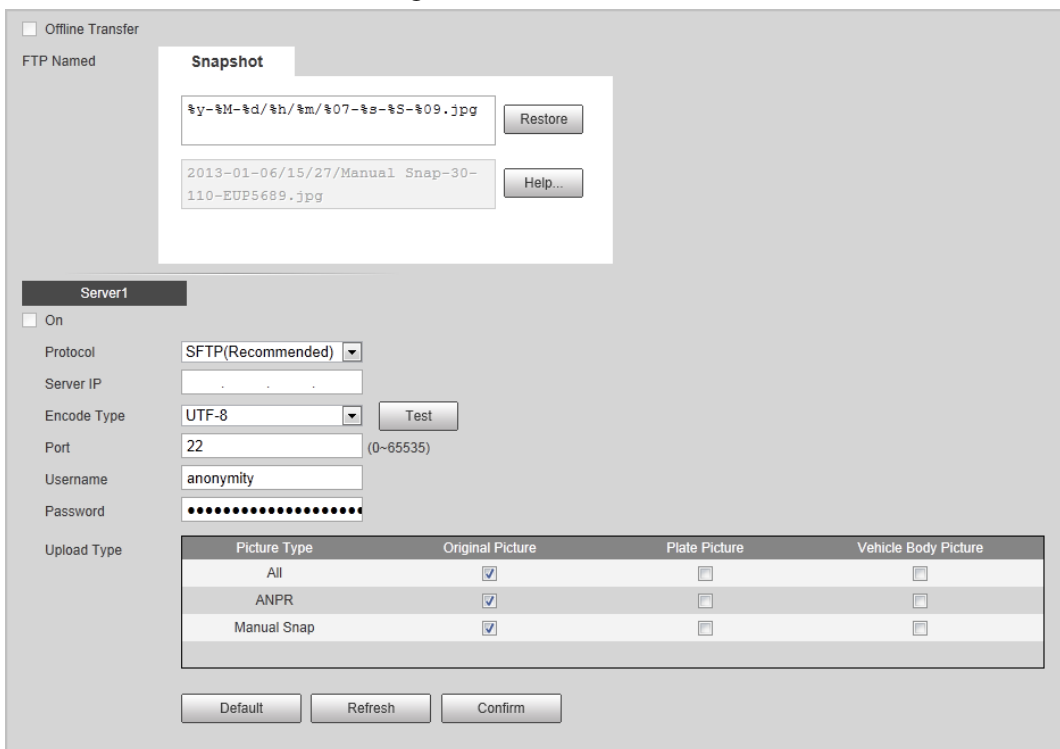 Offline Transfer
FTP Named
Snapshot
%y-%M-%d/%h/%m/%07-%s-%S-%09.jpg
Restore
2013-01-06/15/27/Manual Snap-30-
110-EUP5689.jpg
Help...
Server1
On
Protocol SFTP(Recommended)
Server IP . . .
Encode Type UTF-8 Test
Port 22 (0~65535)
Username anonymity
Password ••••••••••••••••••••
Upload Type
Picture Type Original Picture Plate Picture Vehicle Body Picture
All
ANPR
Manual Snap
Default Refresh Confirm